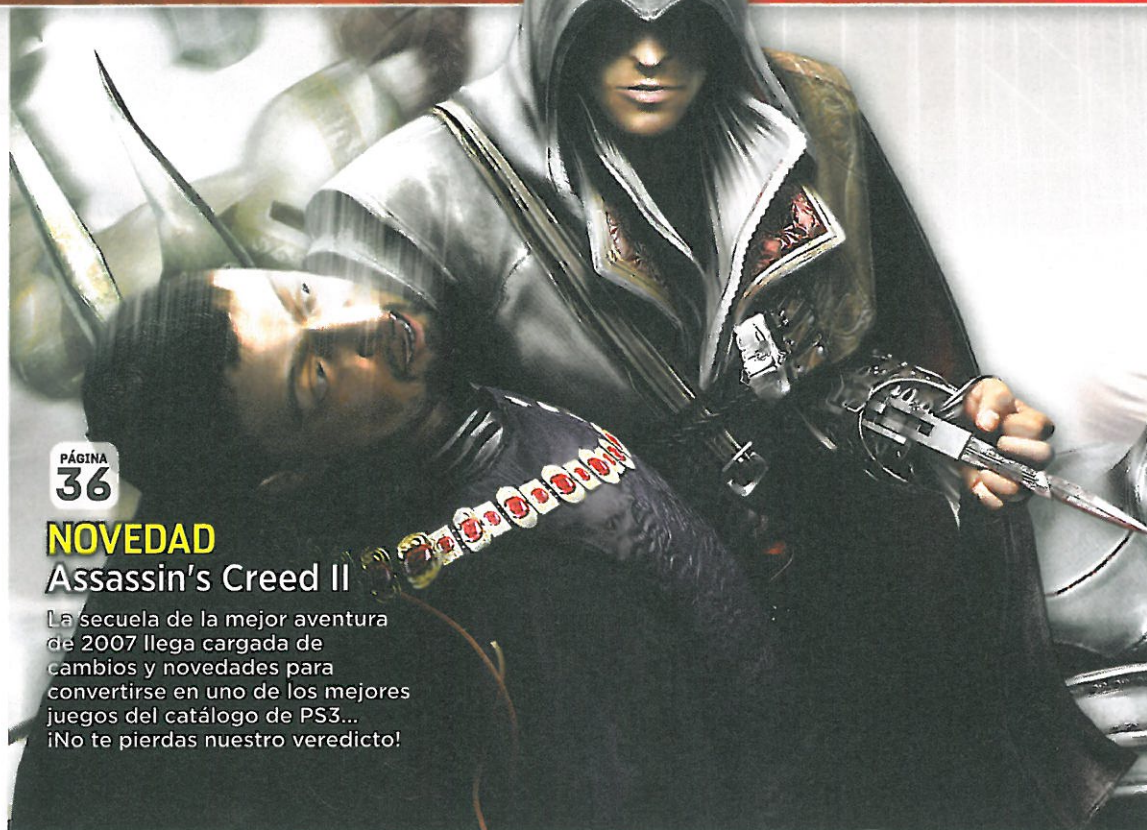 PÁGINA
36
NOVEDAD
Assassin's Creed II
La secuela de la mejor aventura
de 2007 llega cargada de
cambios y novedades para
convertirse en uno de los mejores
juegos del catálogo de PS3...
¡No te pierdas nuestro veredicto!